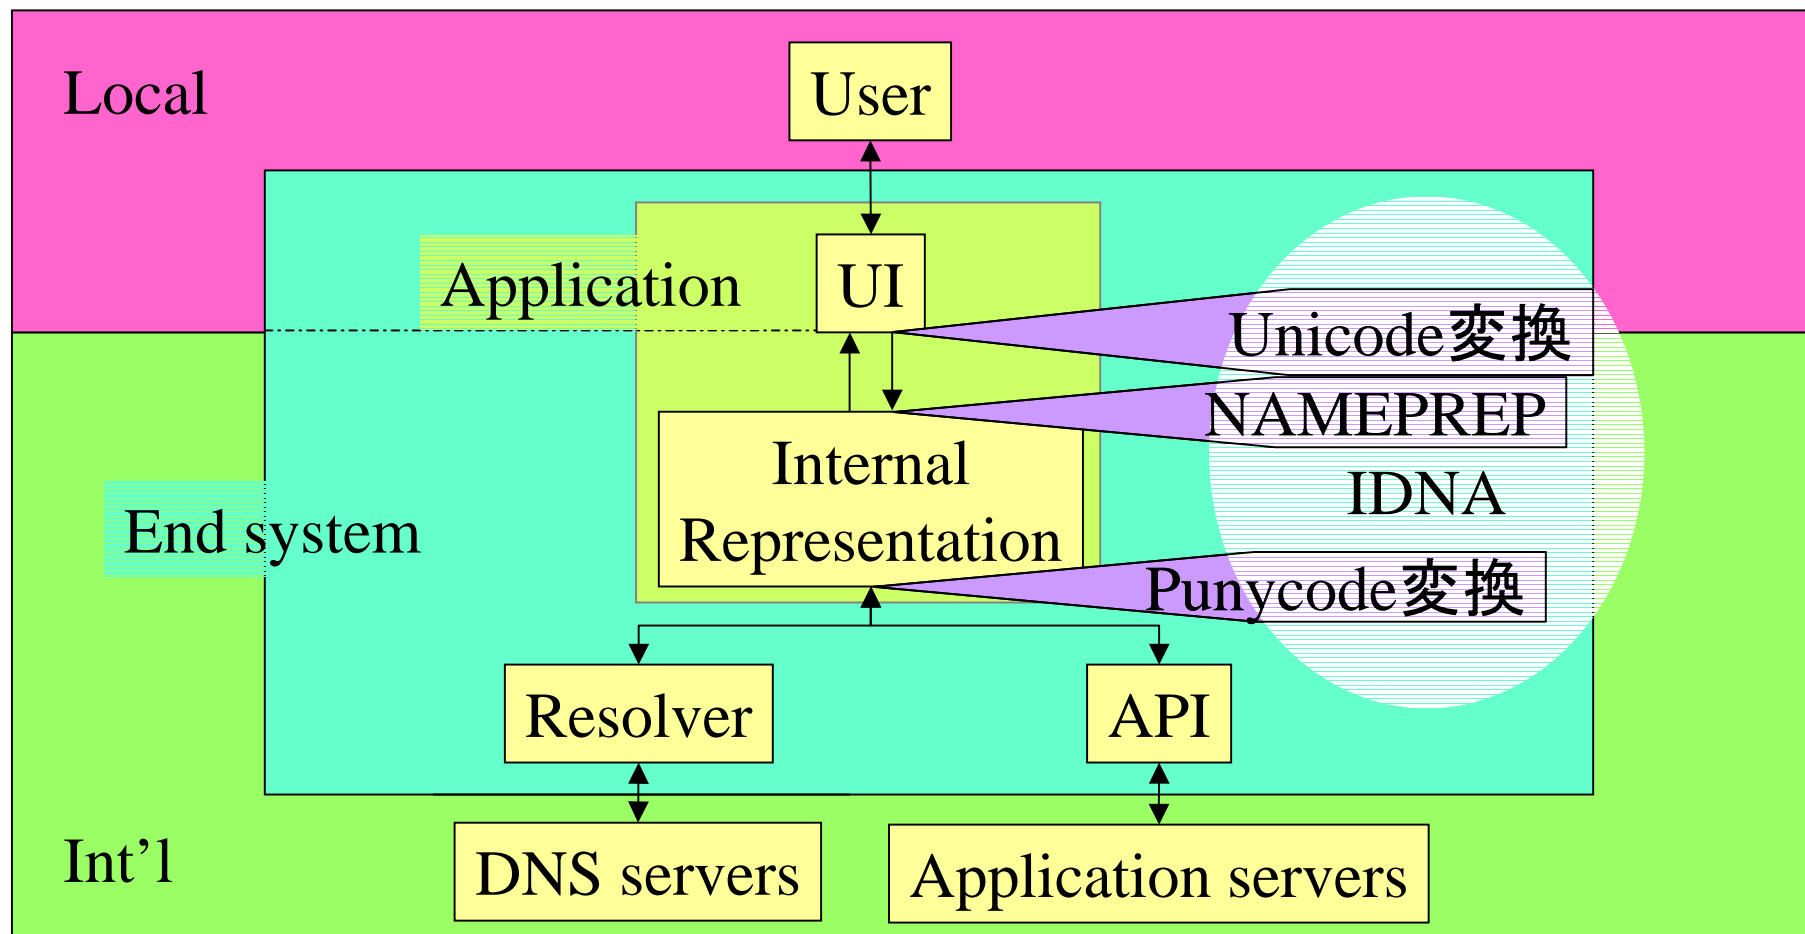 Local
User
Application
UI
Unicode変換
NAMEPREP
Internal
Representation
IDNA
End system
Punycode変換
Resolver
API
Int’l
DNS servers
Application servers